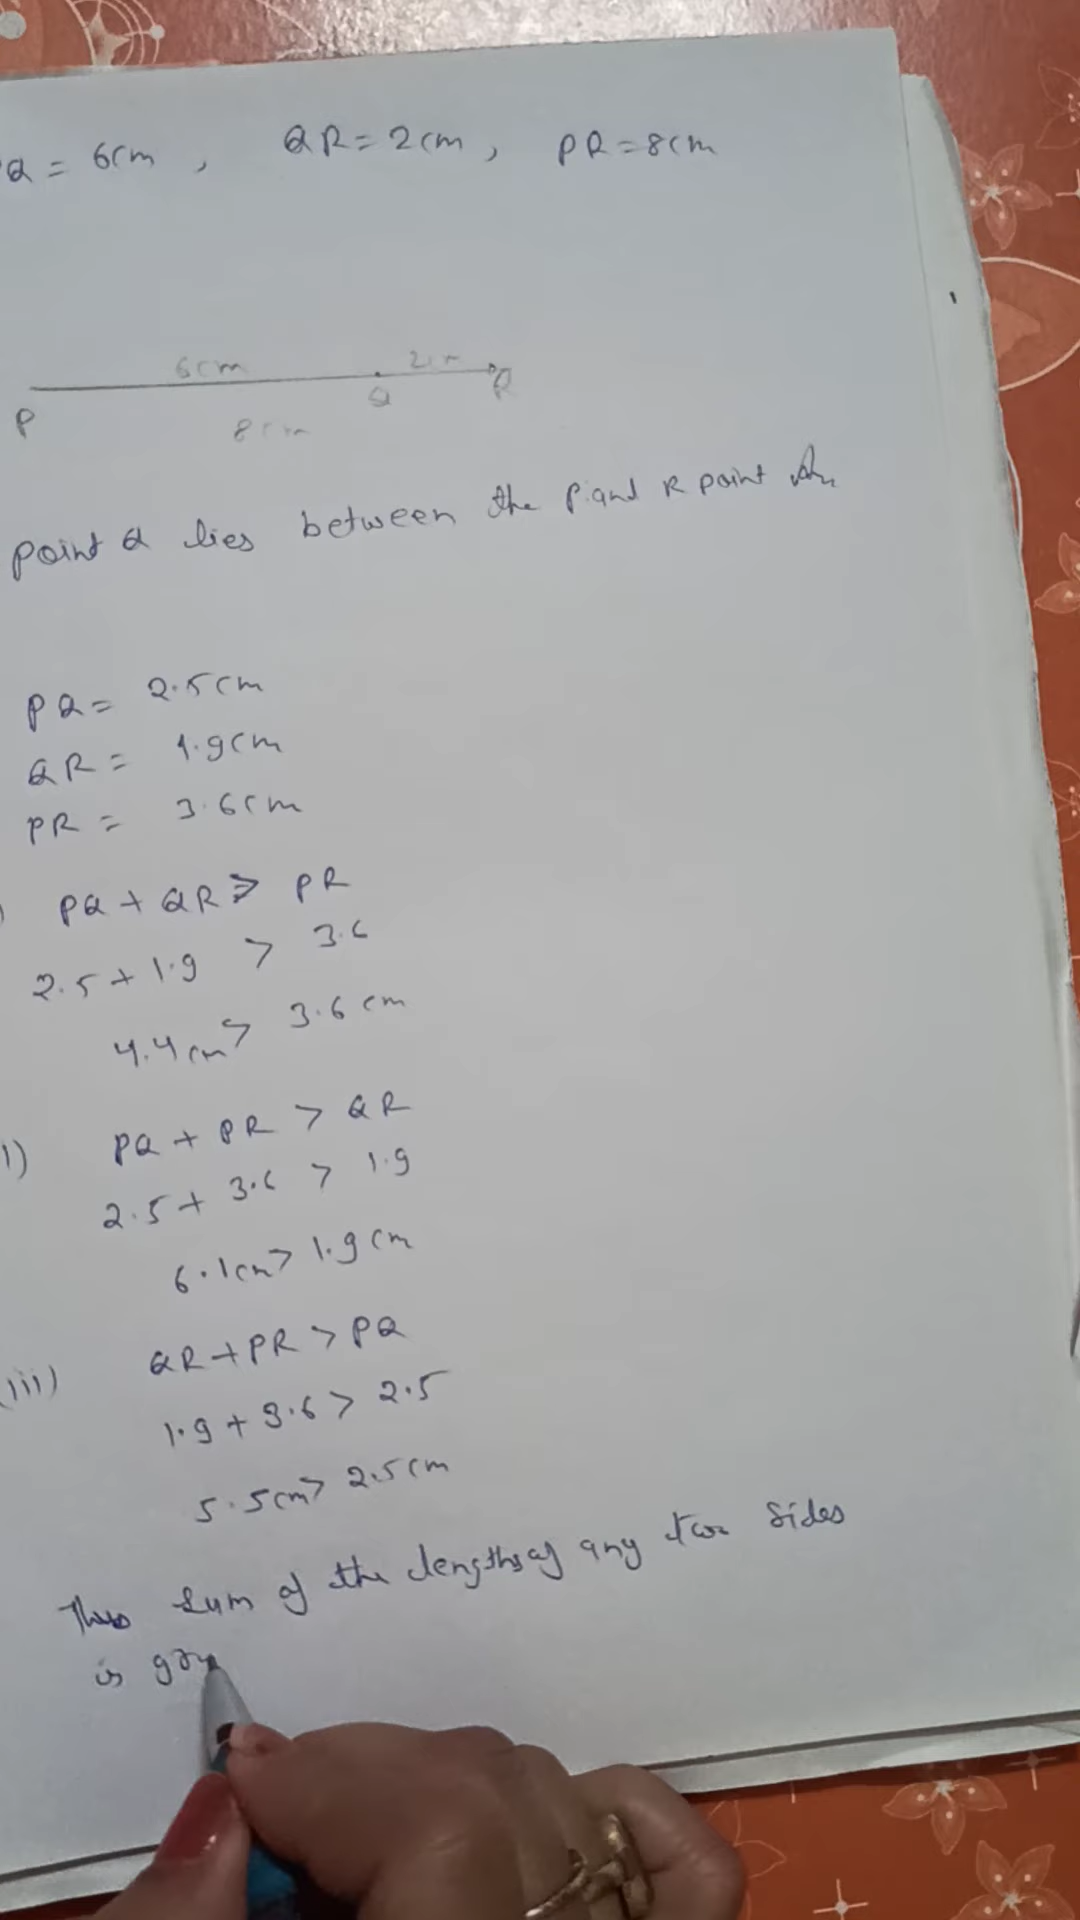 Q = 6cm , QR = 2cm , PR = 8cm
6cm 2cm
P Q R
8cm
point Q lies between the P and R point
PQ = 2.5cm
QR = 1.9cm
PR = 3.6cm
) PQ + QR > PR
2.5 + 1.9 > 3.6
4.4cm > 3.6cm
i) PQ + PR > QR
2.5 + 3.6 > 1.9
6.1cm > 1.9cm
(iii) QR + PR > PQ
1.9 + 3.6 > 2.5
5.5cm > 2.5cm
Thus sum of the lengths of any two sides
is